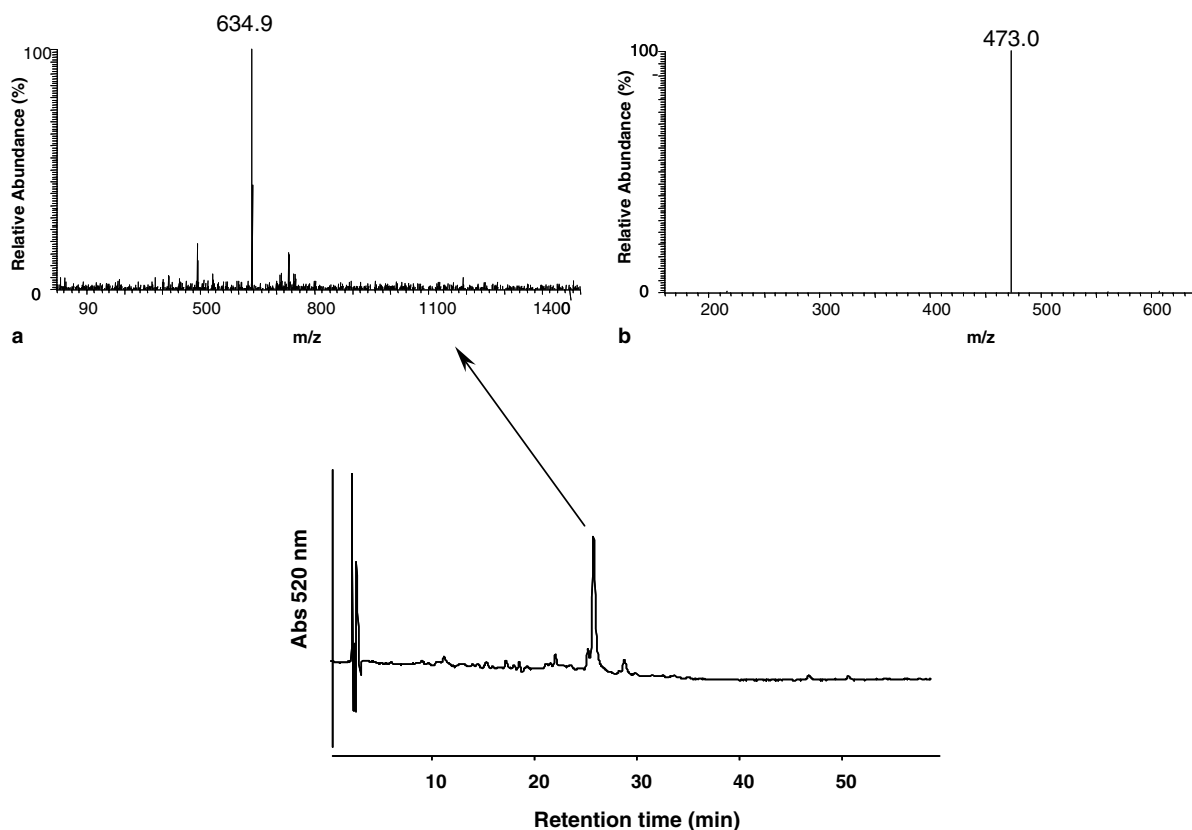 634.9
100
Relative Abundance (%)
0
90 500 800 1100 1400
m/z
a
473.0
100
Relative Abundance (%)
0
200 300 400 500 600
m/z
b
Abs 520 nm
10 20 30 40 50
Retention time (min)